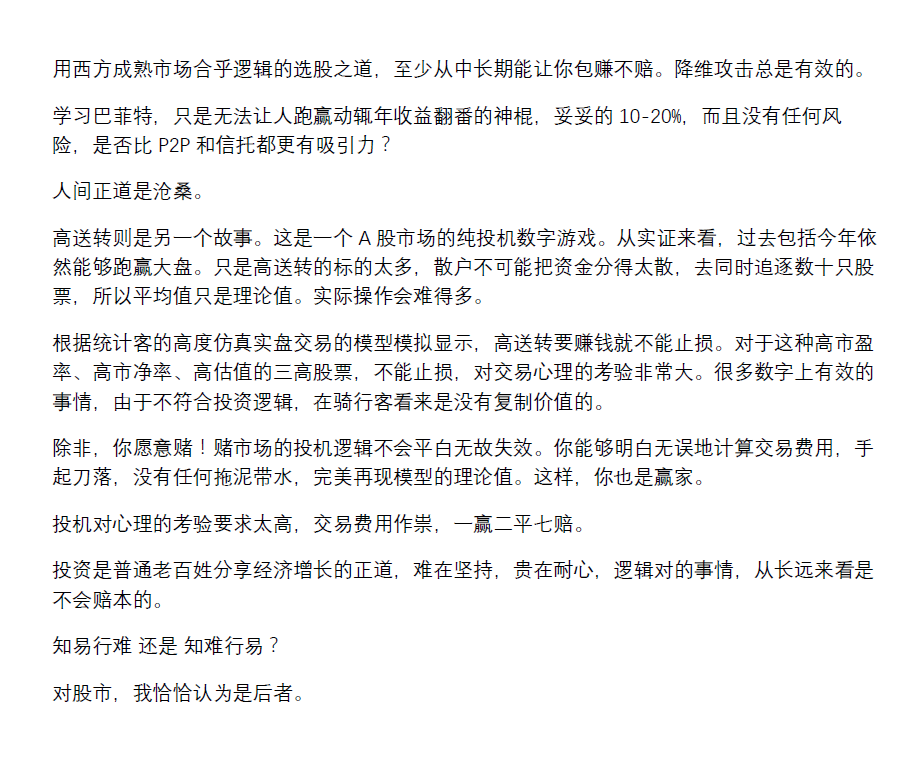 用西方成熟市场合乎逻辑的选股之道，至少从中长期能让你包赚不赔。降维攻击总是有效的。
学习巴菲特，只是无法让人跑赢动辄年收益翻番的神棍，妥妥的 10-20%，而且没有任何风
险，是否比 P2P 和信托都更有吸引力？
人间正道是沧桑。
高送转则是另一个故事。这是一个 A 股市场的纯投机数字游戏。从实证来看，过去包括今年依
然能够跑赢大盘。只是高送转的标的太多，散户不可能把资金分得太散，去同时追逐数十只股
票，所以平均值只是理论值。实际操作会难得多。
根据统计客的高度仿真实盘交易的模型模拟显示，高送转要赚钱就不能止损。对于这种高市盈
率、高市净率、高估值的三高股票，不能止损，对交易心理的考验非常大。很多数字上有效的
事情，由于不符合投资逻辑，在骑行客看来是没有复制价值的。
除非，你愿意赌！赌市场的投机逻辑不会平白无故失效。你能够明白无误地计算交易费用，手
起刀落，没有任何拖泥带水，完美再现模型的理论值。这样，你也是赢家。
投机对心理的考验要求太高，交易费用作祟，一赢二平七赔。
投资是普通老百姓分享经济增长的正道，难在坚持，贵在耐心，逻辑对的事情，从长远来看是
不会赔本的。
知易行难 还是 知难行易？
对股市，我恰恰认为是后者。